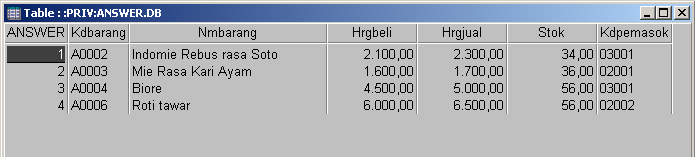 Table : :PRIV:ANSWER.DB
ANSWER Kdbarang Nmbarang Hrgbeli Hrgjual Stok Kdpemasok
1 A0002 Indomie Rebus rasa Soto 2.100,00 2.300,00 34,00 03001
2 A0003 Mie Rasa Kari Ayam 1.600,00 1.700,00 36,00 02001
3 A0004 Biore 4.500,00 5.000,00 56,00 03001
4 A0006 Roti tawar 6.000,00 6.500,00 56,00 02002